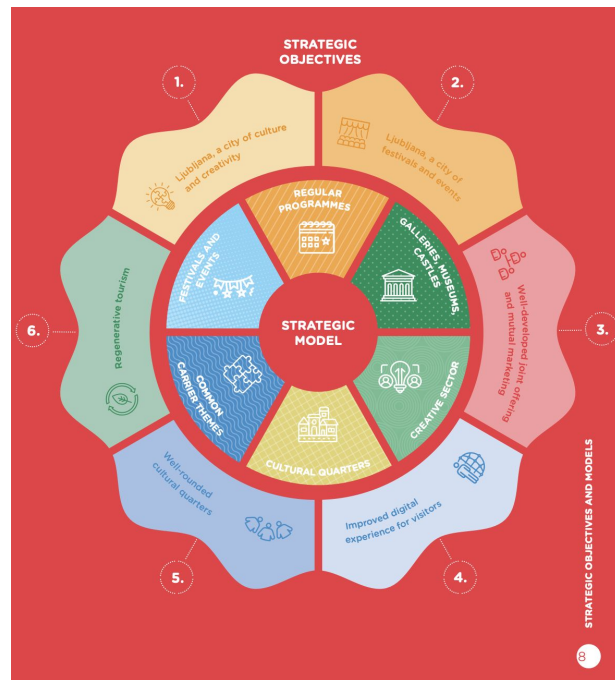 STRATEGIC
OBJECTIVES
1.
Ljubljana, a city of culture
and creativity
2.
Ljubljana, a city of
festivals and events
3.
Well-developed joint offering
and mutual marketing
4.
Improved digital
experience for visitors
5.
Well-rounded
cultural quarters
6.
Regenerative tourism
STRATEGIC
MODEL
REGULAR
PROGRAMMES
GALLERIES, MUSEUMS,
CASTLES
CREATIVE SECTOR
CULTURAL QUARTERS
COMMON
CARRIER THEMES
FESTIVALS AND
EVENTS
STRATEGIC OBJECTIVES AND MODELS
8